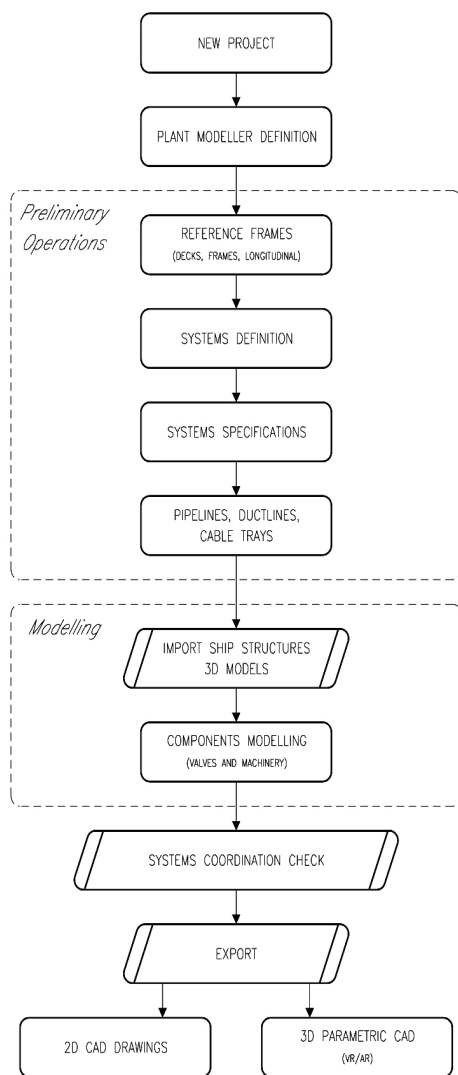 NEW PROJECT
PLANT MODELLER DEFINITION
Preliminary
Operations
REFERENCE FRAMES
(DECKS, FRAMES, LONGITUDINAL)
SYSTEMS DEFINITION
SYSTEMS SPECIFICATIONS
PIPELINES, DUCTLINES,
CABLE TRAYS
Modelling
IMPORT SHIP STRUCTURES
3D MODELS
COMPONENTS MODELLING
(VALVES AND MACHINERY)
SYSTEMS COORDINATION CHECK
EXPORT
2D CAD DRAWINGS
3D PARAMETRIC CAD
(VR/AR)